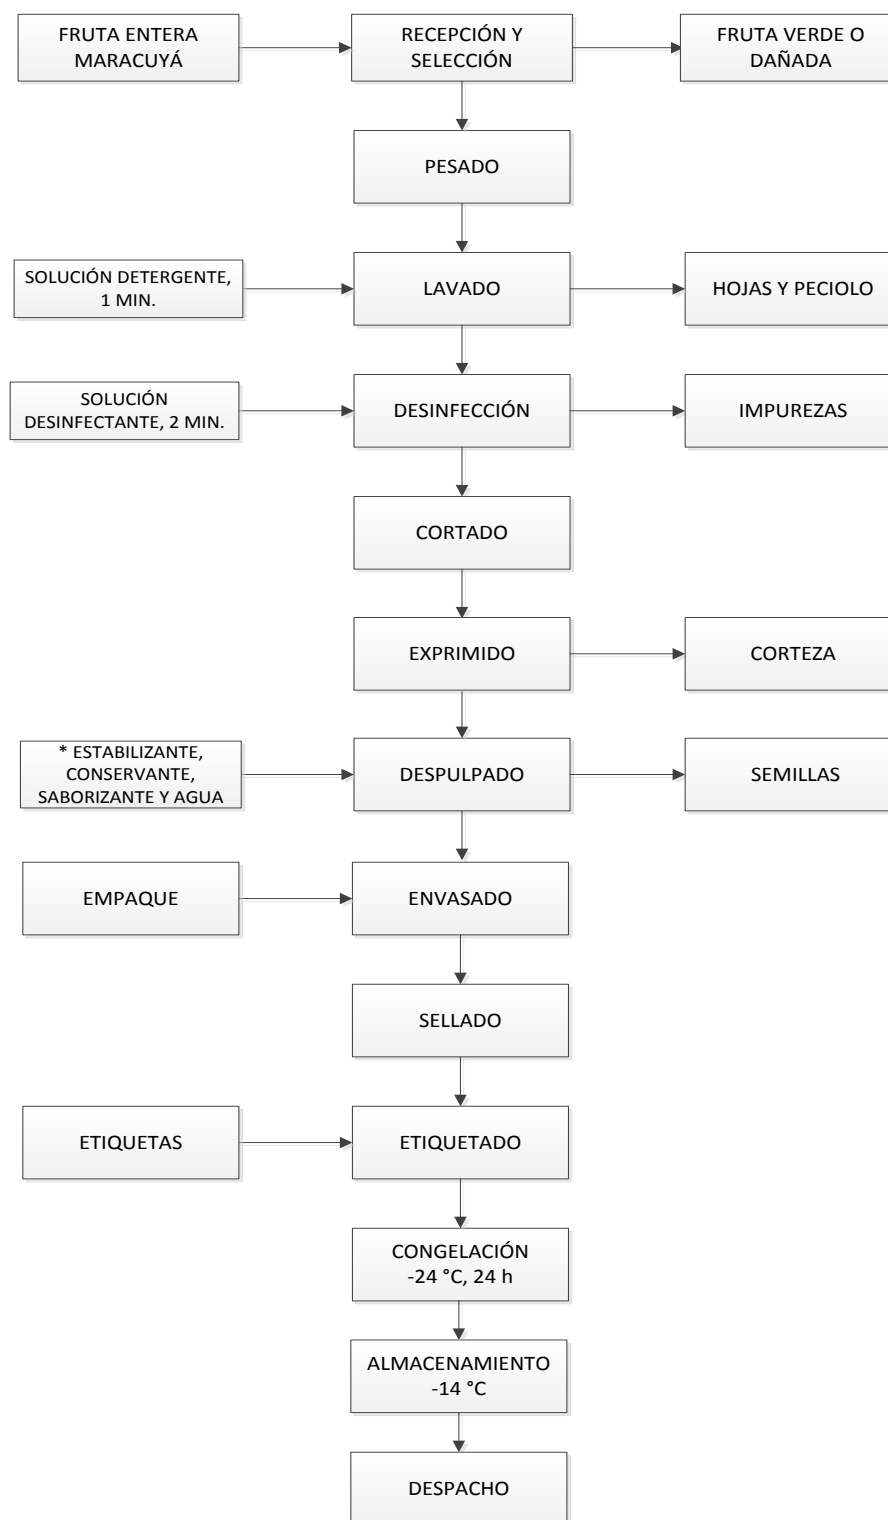 FRUTA ENTERA
MARACUYÁ
RECEPCIÓN Y
SELECCIÓN
FRUTA VERDE O
DAÑADA
PESADO
SOLUCIÓN DETERGENTE,
1 MIN.
LAVADO
HOJAS Y PECIOLO
SOLUCIÓN
DESINFECTANTE, 2 MIN.
DESINFECCIÓN
IMPUREZAS
CORTADO
EXPRIMIDO
CORTEZA
* ESTABILIZANTE,
CONSERVANTE,
SABORIZANTE Y AGUA
DESPULPADO
SEMILLAS
EMPAQUE
ENVASADO
SELLADO
ETIQUETAS
ETIQUETADO
CONGELACIÓN
-24 °C, 24 h
ALMACENAMIENTO
-14 °C
DESPACHO